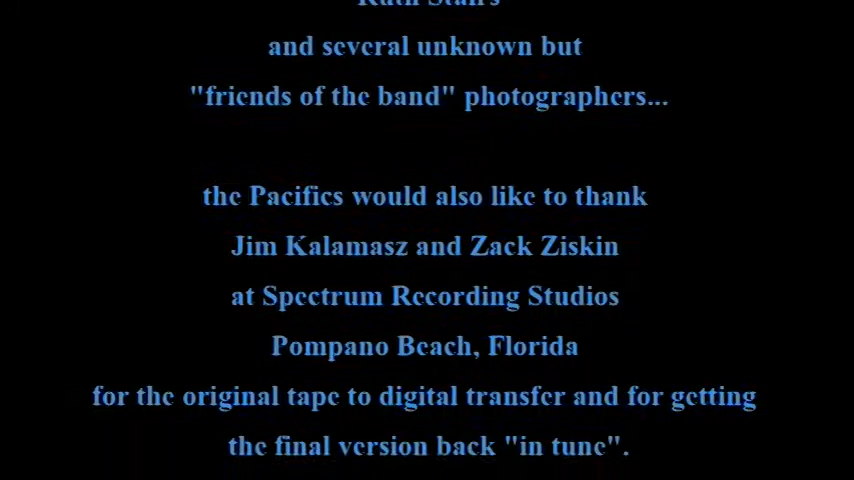 and several unknown but
"friends of the band" photographers...
the Pacifics would also like to thank
Jim Kalamasz and Zack Ziskin
at Spectrum Recording Studios
Pompano Beach, Florida
for the original tape to digital transfer and for getting
the final version back "in tune".